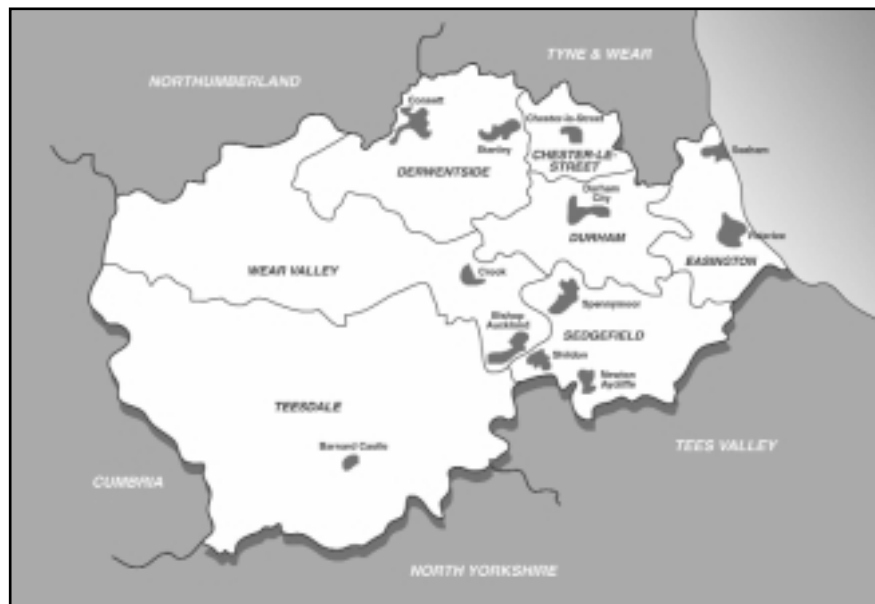 TYNE & WEAR
NORTHUMBERLAND
Consett
Chester-le-Street
Stanley
CHESTER-LE-
STREET
Seaham
DERWENTSIDE
Durham
City
DURHAM
Peterlee
EASINGTON
WEAR VALLEY
Crook
Spennymoor
Bishop
Auckland
SEDGEFIELD
Shildon
Newton
Aycliffe
TEESDALE
Barnard Castle
TEES VALLEY
CUMBRIA
NORTH YORKSHIRE